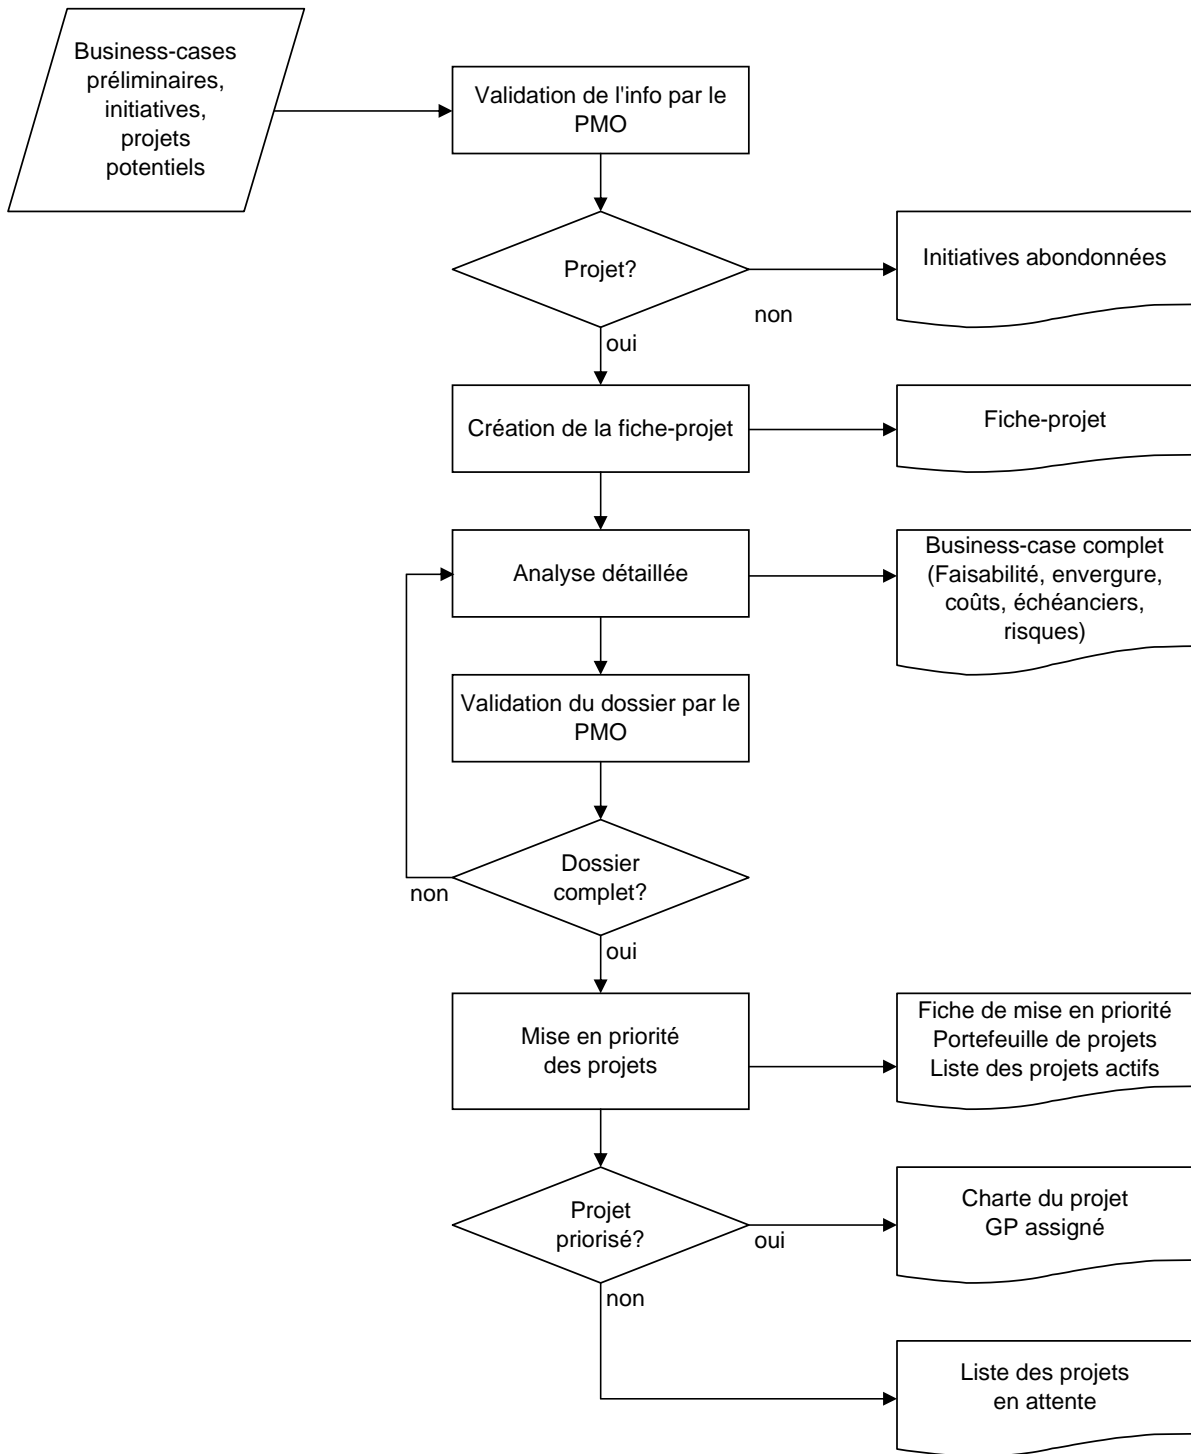 Business-cases
préliminaires,
initiatives,
projets
potentiels
Validation de l'info par le
PMO
Projet?
Initiatives abondonnées
non
oui
Création de la fiche-projet
Fiche-projet
Analyse détaillée
Business-case complet
(Faisabilité, envergure,
coûts, échéanciers,
risques)
Validation du dossier par le
PMO
Dossier
complet?
non
oui
Mise en priorité
des projets
Fiche de mise en priorité
Portefeuille de projets
Liste des projets actifs
Projet
priorisé?
oui
Charte du projet
GP assigné
non
Liste des projets
en attente